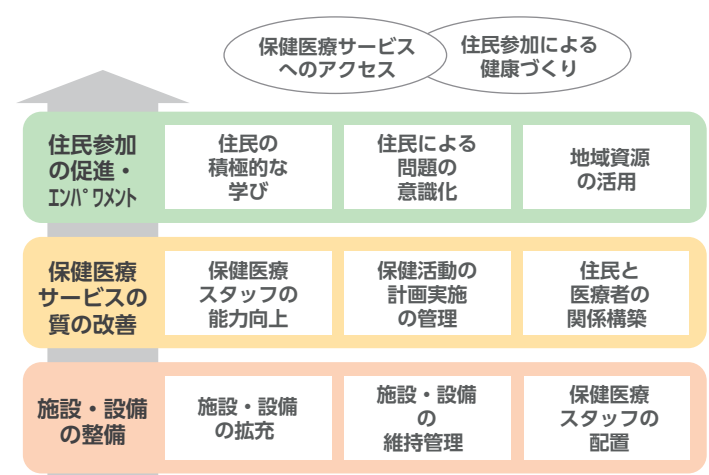 保健医療サービス
へのアクセス
住民参加による
健康づくり
住民参加
の促進・
エンパワメント
住民の
積極的な
学び
住民による
問題の
意識化
地域資源
の活用
保健医療
サービスの
質の改善
保健医療
スタッフの
能力向上
保健活動の
計画実施
の管理
住民と
医療者の
関係構築
施設・設備
の整備
施設・設備
の拡充
施設・設備
の
維持管理
保健医療
スタッフの
配置